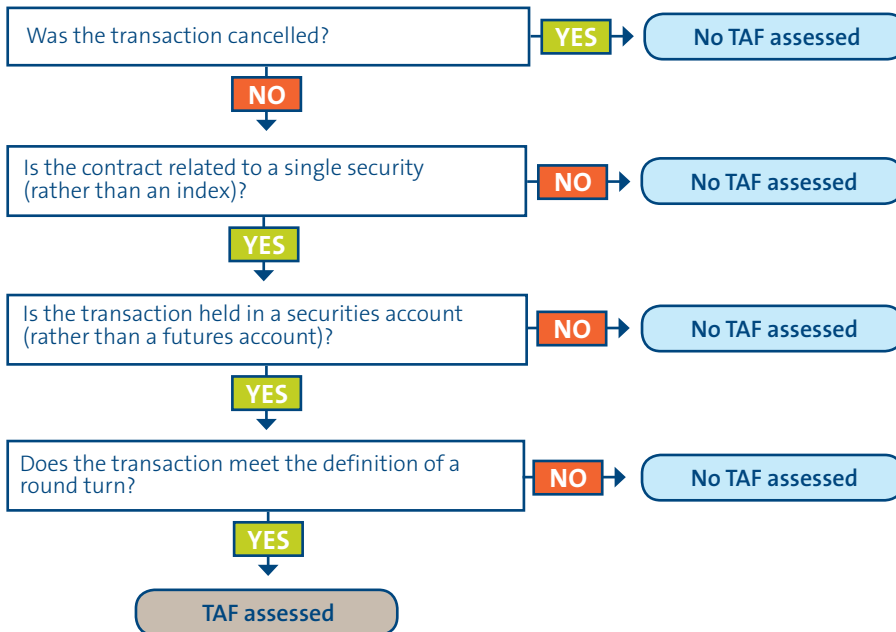 Was the transaction cancelled?
YES
No TAF assessed
NO
Is the contract related to a single security
(rather than an index)?
NO
No TAF assessed
YES
Is the transaction held in a securities account
(rather than a futures account)?
NO
No TAF assessed
YES
Does the transaction meet the definition of a
round turn?
NO
No TAF assessed
YES
TAF assessed